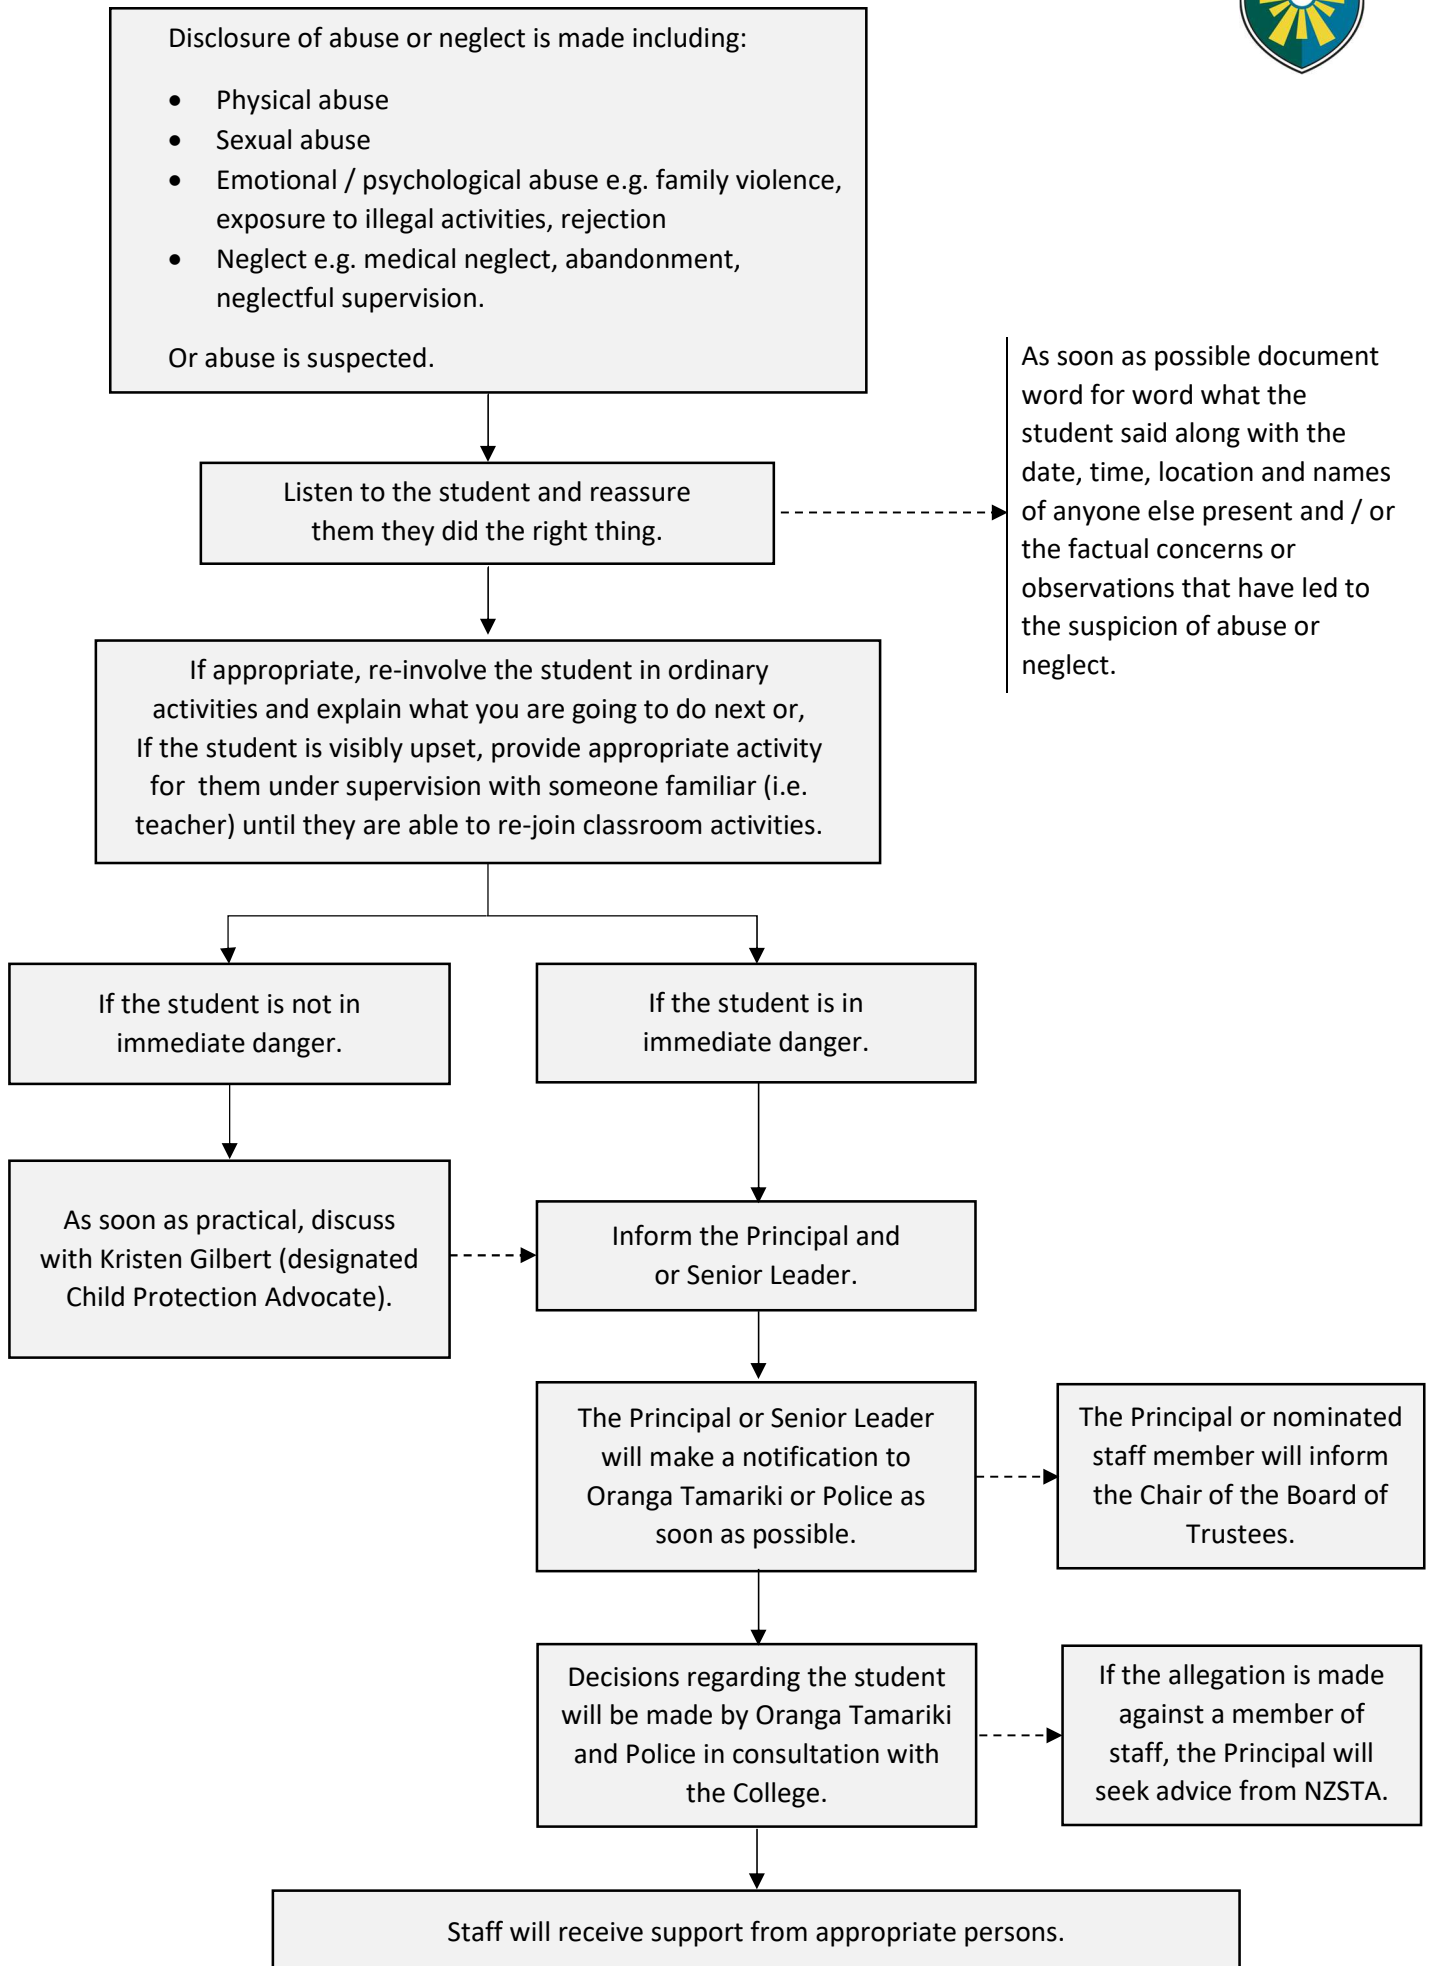 Disclosure of abuse or neglect is made including:
• Physical abuse
• Sexual abuse
• Emotional / psychological abuse e.g. family violence,
exposure to illegal activities, rejection
• Neglect e.g. medical neglect, abandonment,
neglectful supervision.
Or abuse is suspected.
Listen to the student and reassure
them they did the right thing.
As soon as possible document
word for word what the
student said along with the
date, time, location and names
of anyone else present and / or
the factual concerns or
observations that have led to
the suspicion of abuse or
neglect.
If appropriate, re-involve the student in ordinary
activities and explain what you are going to do next or,
If the student is visibly upset, provide appropriate activity
for  them under supervision with someone familiar (i.e.
teacher) until they are able to re-join classroom activities.
If the student is not in
immediate danger.
If the student is in
immediate danger.
As soon as practical, discuss
with Kristen Gilbert (designated
Child Protection Advocate).
Inform the Principal and
or Senior Leader.
The Principal or Senior Leader
will make a notification to
Oranga Tamariki or Police as
soon as possible.
The Principal or nominated
staff member will inform
the Chair of the Board of
Trustees.
Decisions regarding the student
will be made by Oranga Tamariki
and Police in consultation with
the College.
If the allegation is made
against a member of
staff, the Principal will
seek advice from NZSTA.
Staff will receive support from appropriate persons.